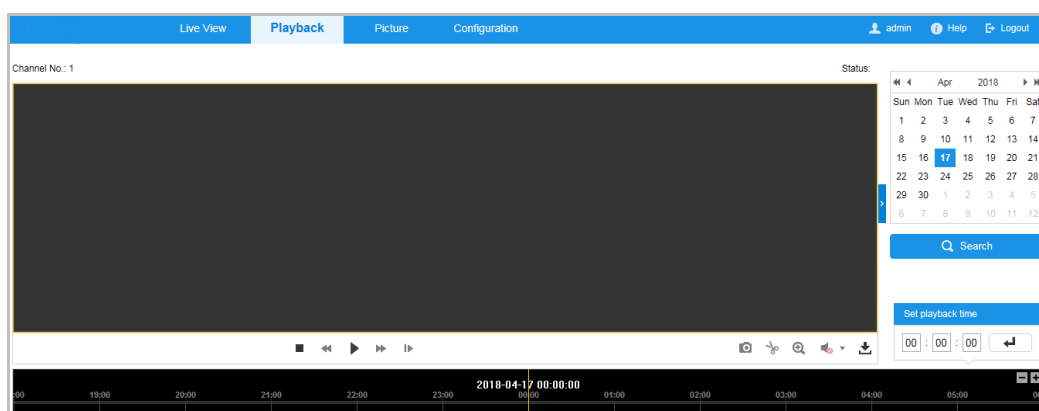 Live View Playback Picture Configuration admin Help Logout
Channel No.: 1 Status:
Apr 2018
Sun Mon Tue Wed Thu Fri Sat
1 2 3 4 5 6 7
8 9 10 11 12 13 14
15 16 17 18 19 20 21
22 23 24 25 26 27 28
29 30 1 2 3 4 5
6 7 8 9 10 11 12
Search
Set playback time
00 : 00 : 00
2018-04-17 00:00:00
:00 19:00 20:00 21:00 22:00 23:00 00:00 01:00 02:00 03:00 04:00 05:00 0